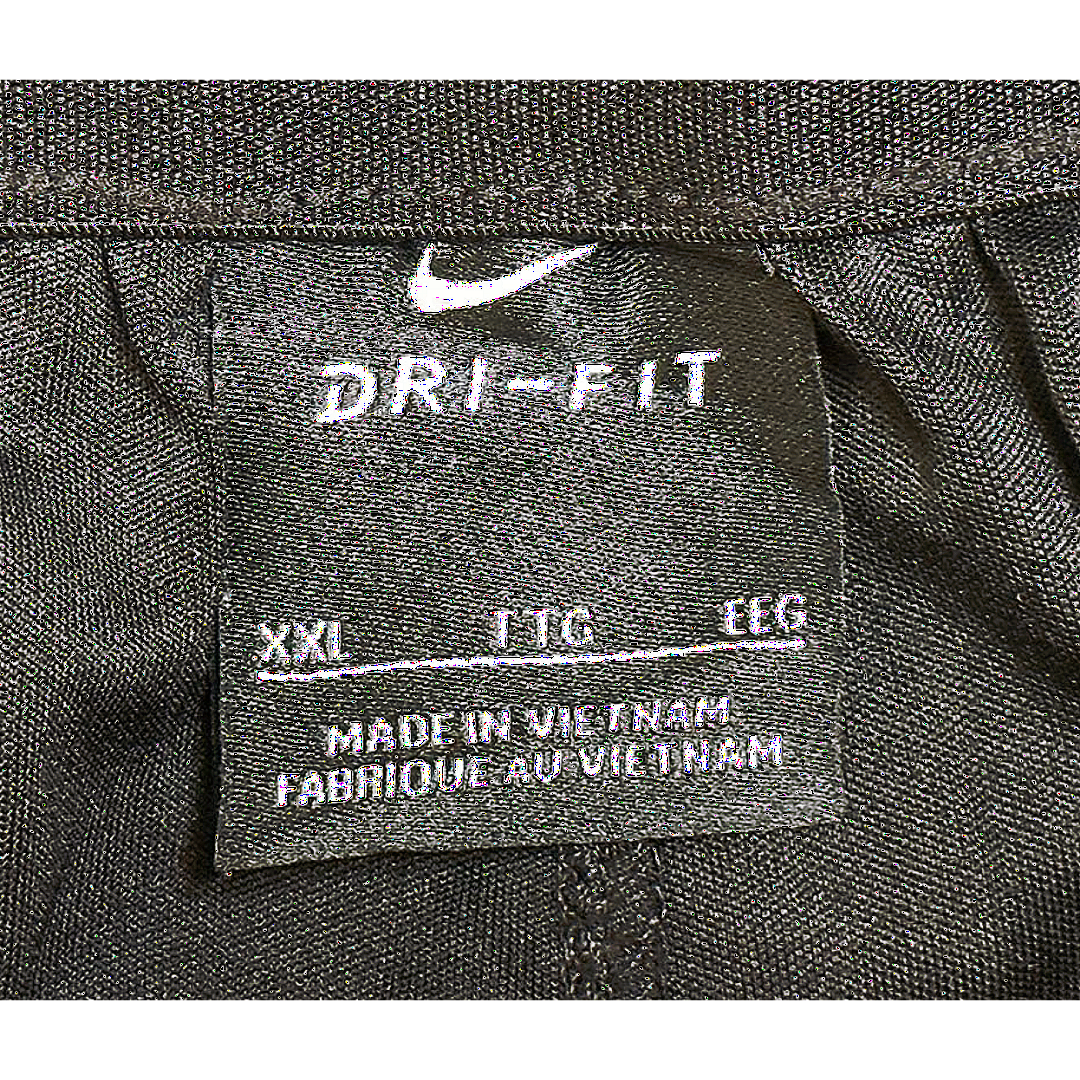 DRI-FIT
XXL TTG EEG
MADE IN VIETNAM
FABRIQUE AU VIETNAM